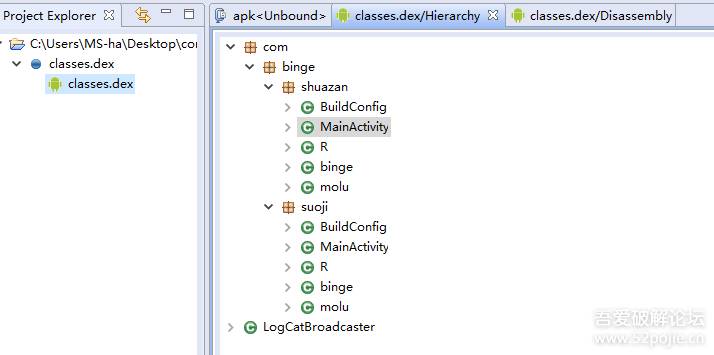 Project Explorer
C:\Users\MS-ha\Desktop\cor
classes.dex
classes.dex
apk<Unbound>
classes.dex/Hierarchy
classes.dex/Disassembly
com
binge
shuazan
BuildConfig
MainActivity
R
binge
molu
suoji
BuildConfig
MainActivity
R
binge
molu
LogCatBroadcaster
吾爱破解论坛
www.52pojie.cn